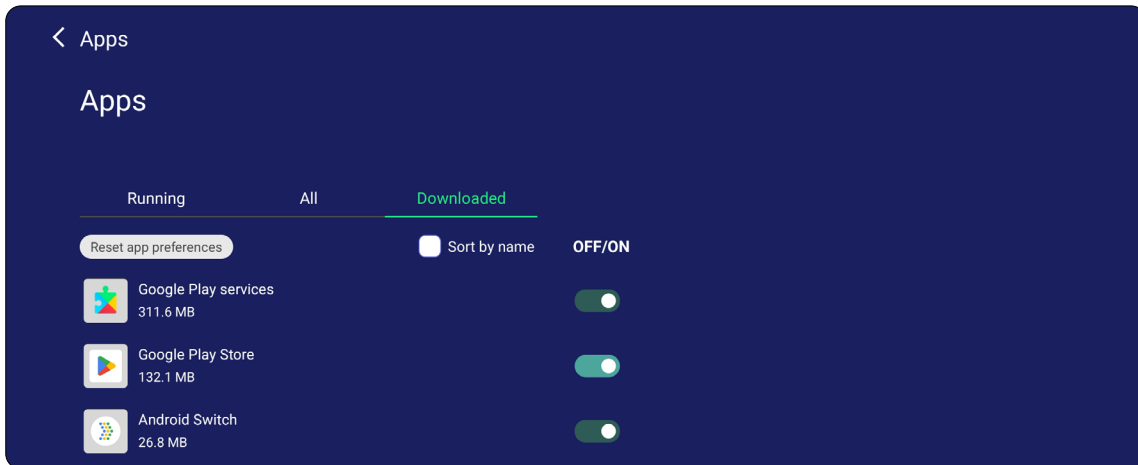 Apps
Apps
Running All Downloaded
Reset app preferences Sort by name OFF/ON
Google Play services
311.6 MB
Google Play Store
132.1 MB
Android Switch
26.8 MB